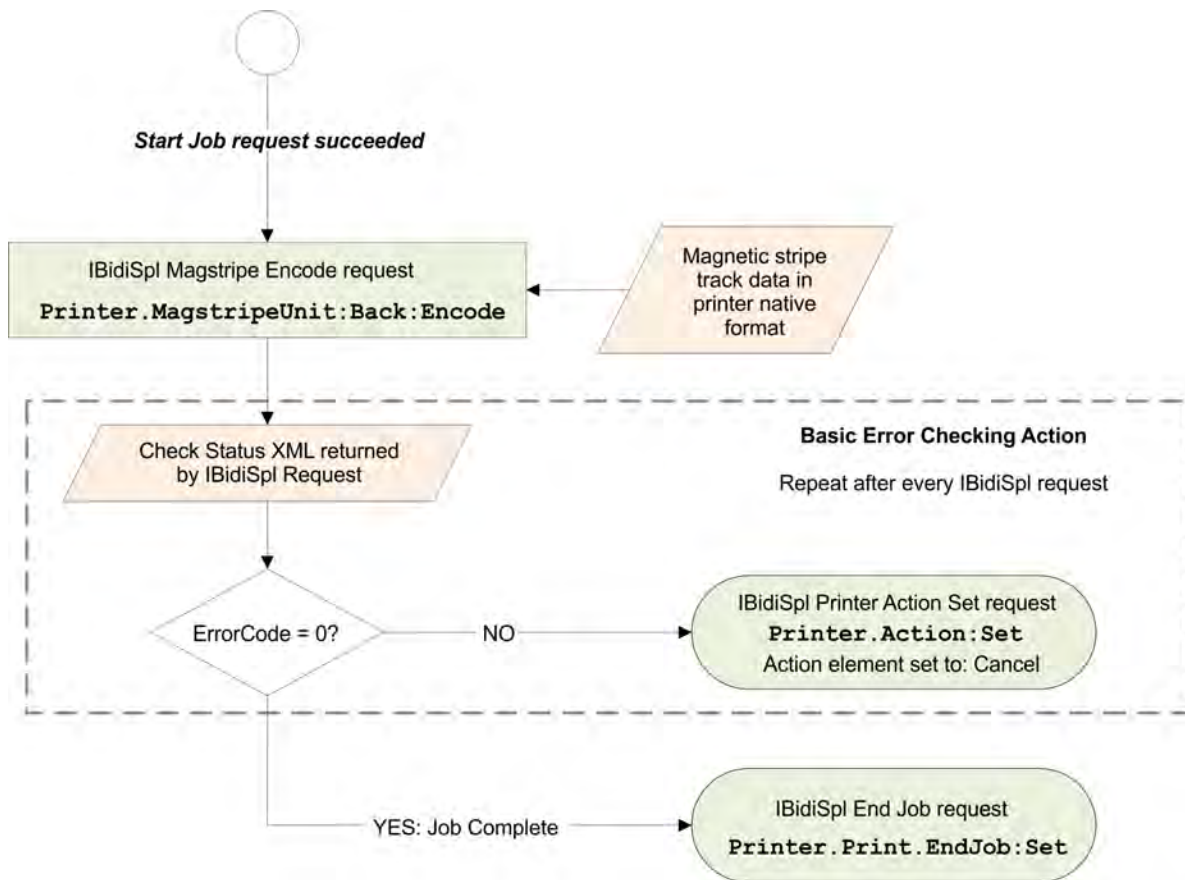 Start Job request succeeded
IBidiSpl Magstripe Encode request
Printer.MagstripeUnit:Back:Encode
Magnetic stripe
track data in
printer native
format
Check Status XML returned
by IBidiSpl Request
Basic Error Checking Action
Repeat after every IBidiSpl request
ErrorCode = 0?
NO
IBidiSpl Printer Action Set request
Printer.Action:Set
Action element set to: Cancel
YES: Job Complete
IBidiSpl End Job request
Printer.Print.EndJob:Set